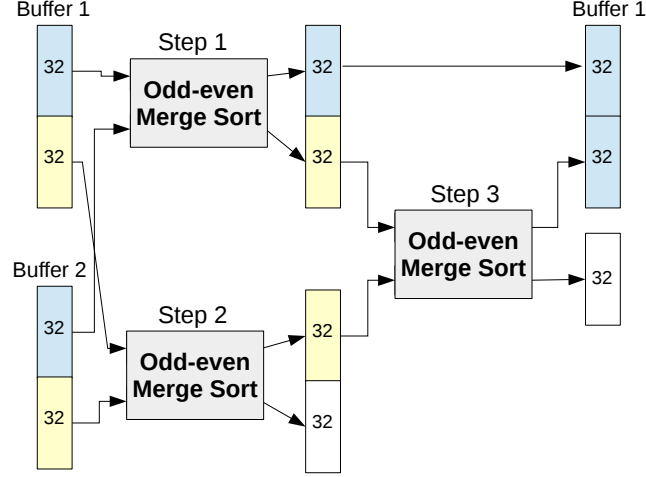 Buffer 1
Buffer 1
Step 1
32
Odd-even
Merge Sort
32
32
32
32
32
Step 3
Odd-even
Merge Sort
32
Buffer 2
32
Step 2
Odd-even
Merge Sort
32
32
32